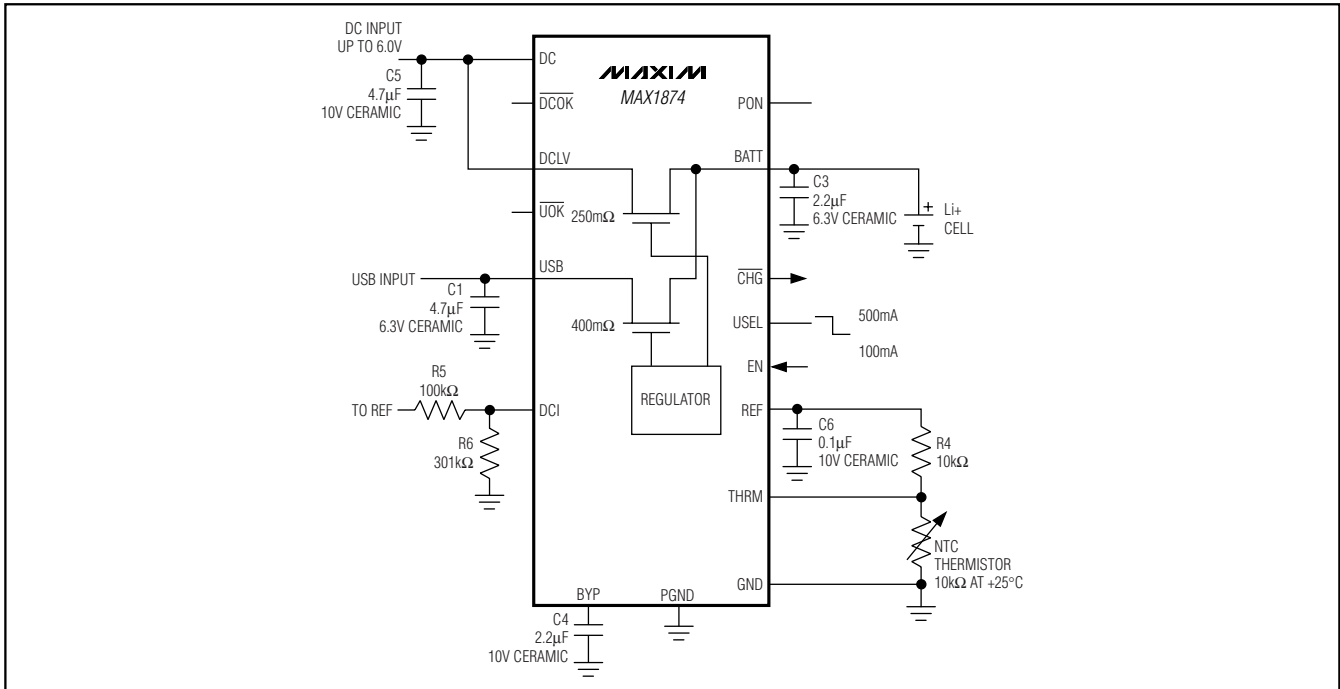 DC INPUT
UP TO 6.0V
C5
4.7µF
10V CERAMIC
DC
MAXIM
MAX1874
DCOK
PON
DCLV
BATT
C3
2.2µF
6.3V CERAMIC
Li+
CELL
+
UOK
250mΩ
USB INPUT
USB
C1
4.7µF
6.3V CERAMIC
CHG
400mΩ
USEL
500mA
100mA
EN
REGULATOR
R5
100kΩ
TO REF
DCI
R6
301kΩ
REF
C6
0.1µF
10V CERAMIC
R4
10kΩ
THRM
NTC
THERMISTOR
10kΩ AT +25°C
GND
BYP
PGND
C4
2.2µF
10V CERAMIC